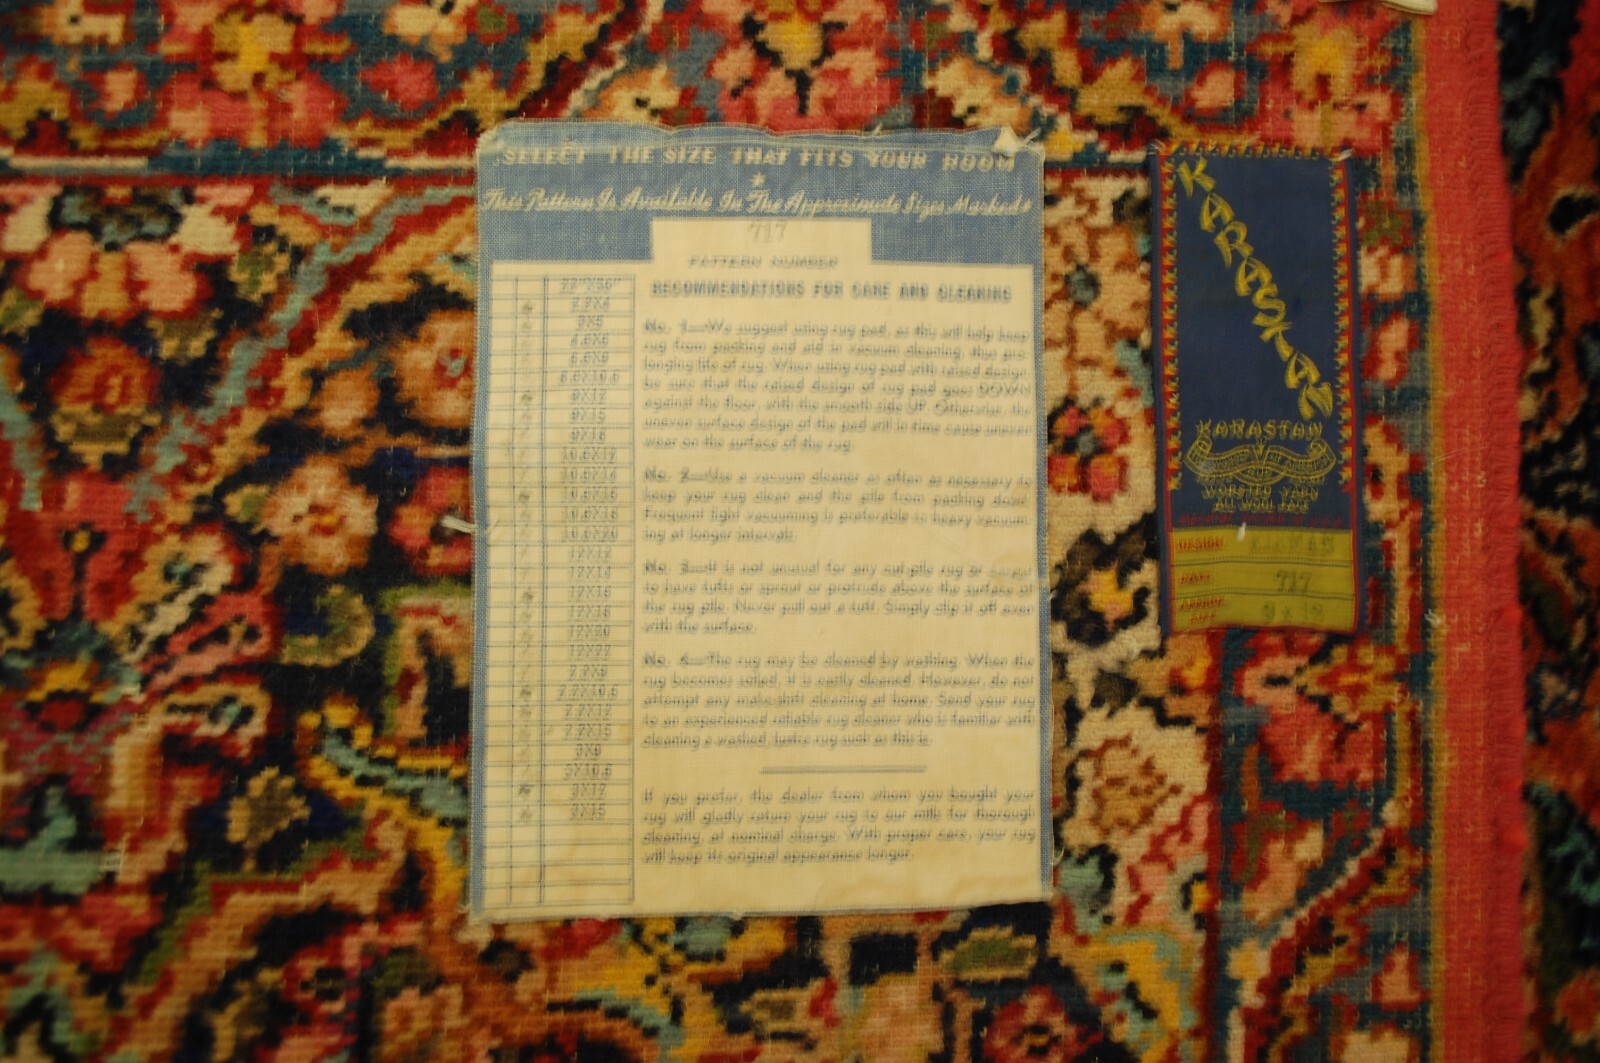 SELECT THE SIZE THAT FITS YOUR ROOM
This Pattern Is Available In The Approximate Sizes Marked
717
PATTERN NUMBER
22"X36"
2.2X4
3X5
4.6X6
6.6X9
6.6X10.6
9X12
9X15
9X18
10.6X12
10.6X14
10.6X16
10.6X18
10.6X20
12X12
12X14
12X16
12X18
12X20
12X22
2.2X9
2.2X10.6
2.2X12
2.2X15
3X9
3X10.6
3X12
3X15
RECOMMENDATIONS FOR CARE AND CLEANING
No. 1—We suggest using rug pad, as this will help keep
rug from packing and aid in vacuum cleaning, thus pro-
longing life of rug. When using rug pad with raised design,
be sure that the raised design of rug pad goes DOWN
against the floor, with the smooth side UP. Otherwise, the
uneven surface design of the pad will in time cause uneven
wear on the surface of the rug.
No. 2—Use a vacuum cleaner as often as necessary to
keep your rug clean and the pile from packing down.
Frequent light vacuuming is preferable to heavy vacuum-
ing at longer intervals.
No. 3—It is not unusual for any cut-pile rug or carpet
to have tufts or sprout or protrude above the surface of
the rug pile. Never pull out a tuft. Simply clip it off even
with the surface.
No. 4—The rug may be cleaned by washing. When the
rug becomes soiled, it is easily cleaned. However, do not
attempt any make-shift cleaning at home. Send your rug
to an experienced reliable rug cleaner who is familiar with
cleaning a washed, lustre rug such as this is.
If you prefer, the dealer from whom you bought your
rug will gladly return your rug to our mills for thorough
cleaning, at nominal charge. With proper care, your rug
will keep its original appearance longer.
KARASTAN
KARASTAN
WORSTED YARN
ALL WOOL FACE
DESIGN KIRMAN
PAT. 717
APPROX. SIZE 9 x 12